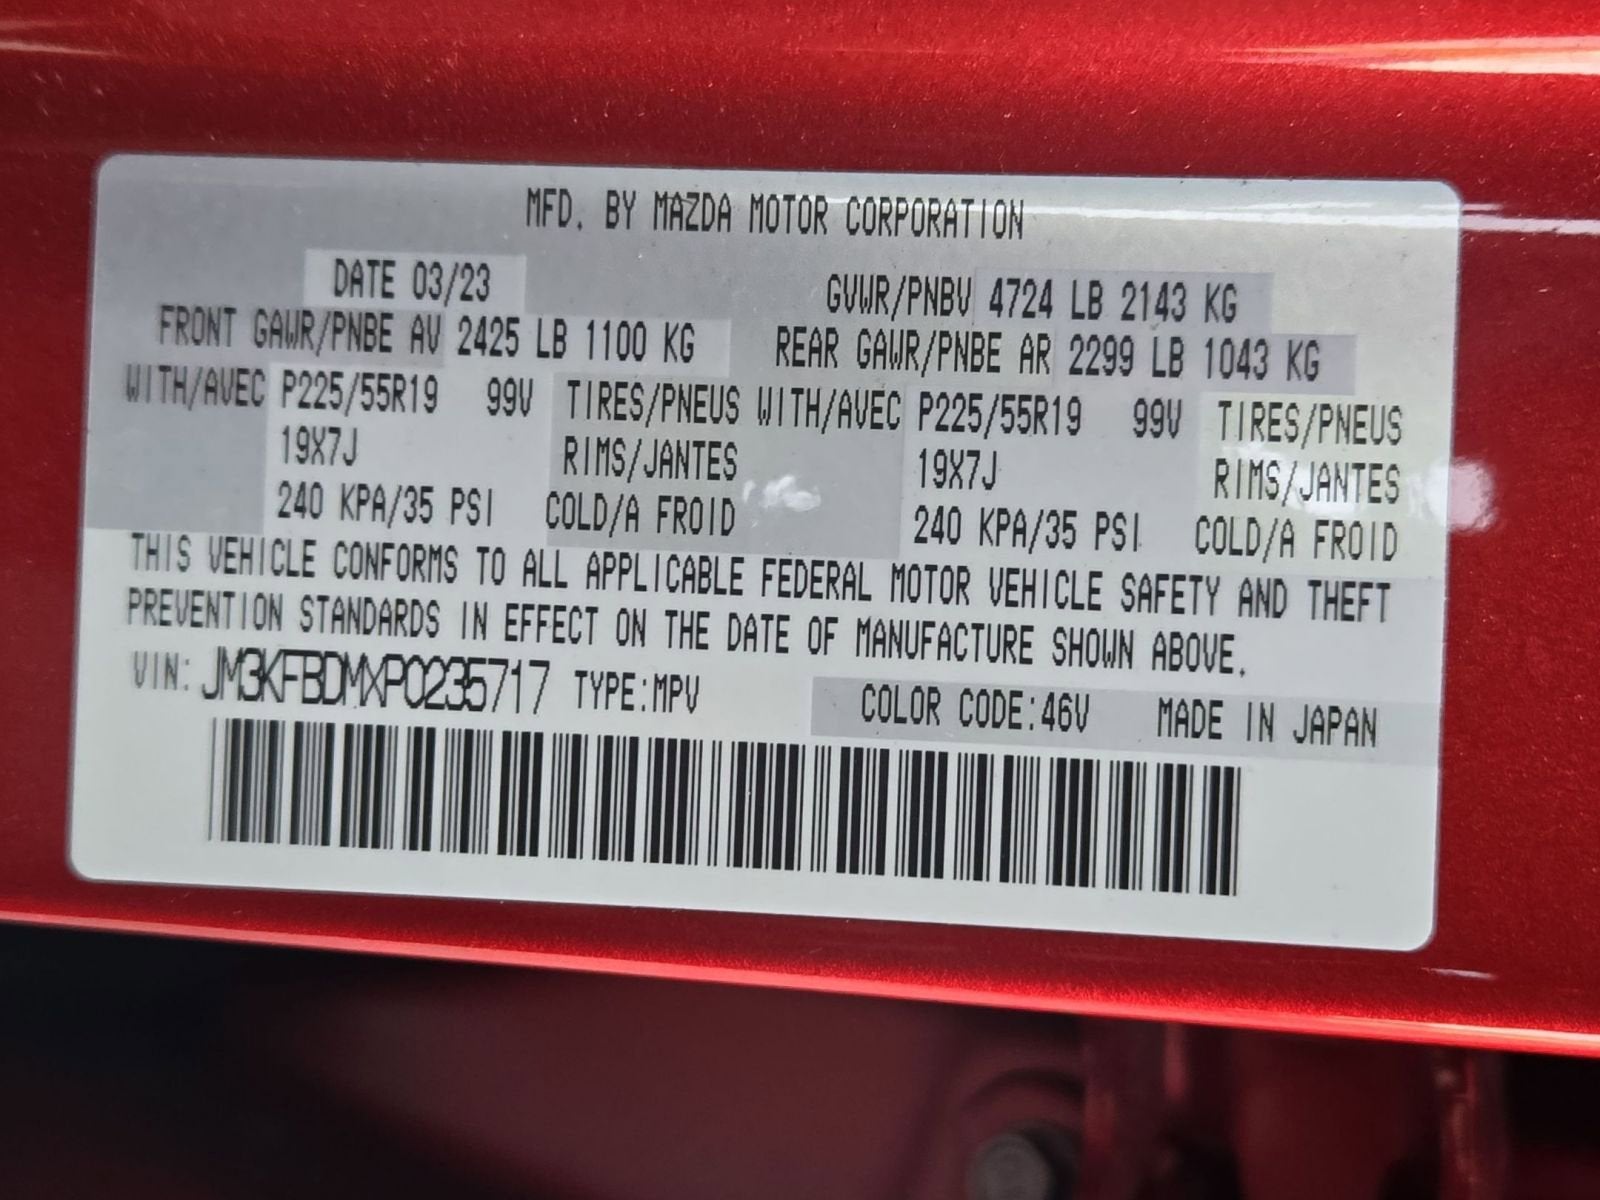 MFD. BY MAZDA MOTOR CORPORATION
DATE 03/23 GVWR/PNBV 4724 LB 2143 KG
FRONT GAWR/PNBE AV 2425 LB 1100 KG REAR GAWR/PNBE AR 2299 LB 1043 KG
WITH/AVEC P225/55R19 99V TIRES/PNEUS WITH/AVEC P225/55R19 99V TIRES/PNEUS
19X7J RIMS/JANTES 19X7J RIMS/JANTES
240 KPA/35 PSI COLD/A FROID 240 KPA/35 PSI COLD/A FROID
THIS VEHICLE CONFORMS TO ALL APPLICABLE FEDERAL MOTOR VEHICLE SAFETY AND THEFT
PREVENTION STANDARDS IN EFFECT ON THE DATE OF MANUFACTURE SHOWN ABOVE.
VIN: JM3KFBDMXP0235717 TYPE:MPV COLOR CODE:46V MADE IN JAPAN